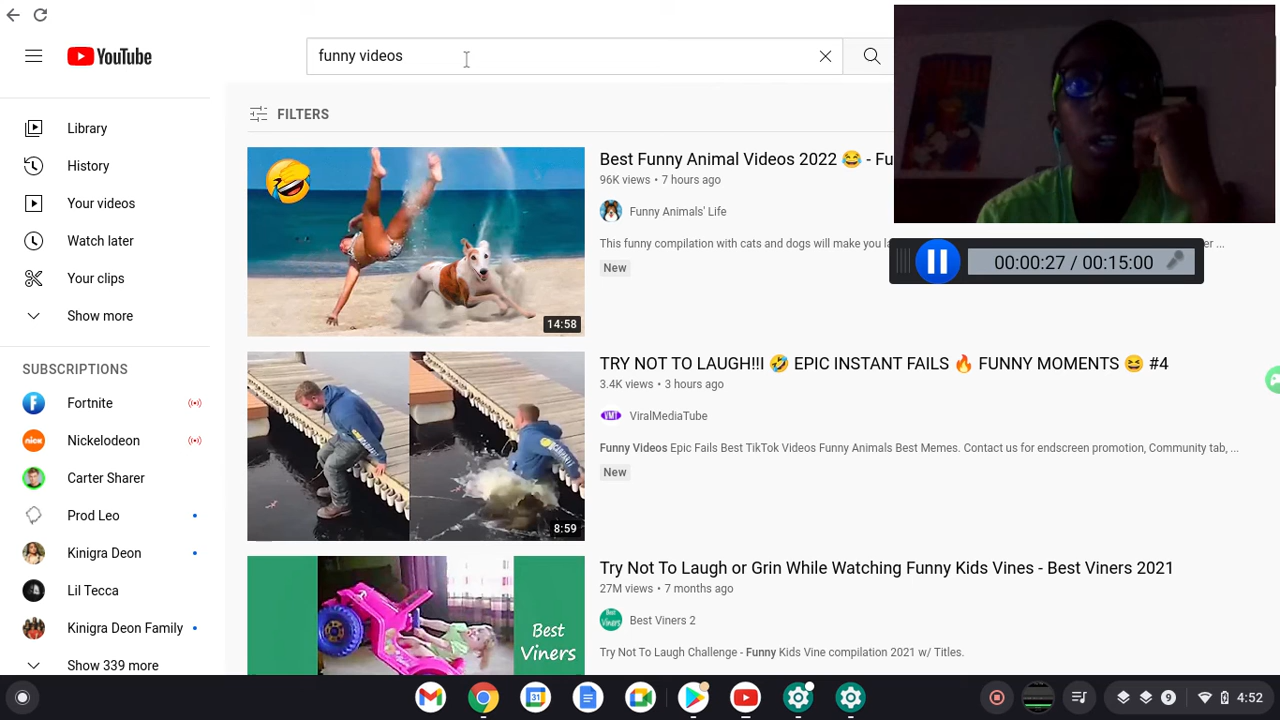 YouTube
funny videos
Library
History
Your videos
Watch later
Your clips
Show more
SUBSCRIPTIONS
Fortnite
Nickelodeon
Carter Sharer
Prod Leo
Kinigra Deon
Lil Tecca
Kinigra Deon Family
Show 339 more
FILTERS
14:58
Best Funny Animal Videos 2022 😂 - Fu
96K views • 7 hours ago
Funny Animals' Life
This funny compilation with cats and dogs will make you la
er ...
New
00:00:27 / 00:15:00
8:59
TRY NOT TO LAUGH!!! 🤣 EPIC INSTANT FAILS 🔥 FUNNY MOMENTS 😆 #4
3.4K views • 3 hours ago
VMT
ViralMediaTube
Funny Videos Epic Fails Best TikTok Videos Funny Animals Best Memes. Contact us for endscreen promotion, Community tab, ...
New
Best
Viners
Try Not To Laugh or Grin While Watching Funny Kids Vines - Best Viners 2021
27M views • 7 months ago
Best Viners 2
Try Not To Laugh Challenge - Funny Kids Vine compilation 2021 w/ Titles.
31
9
4:52